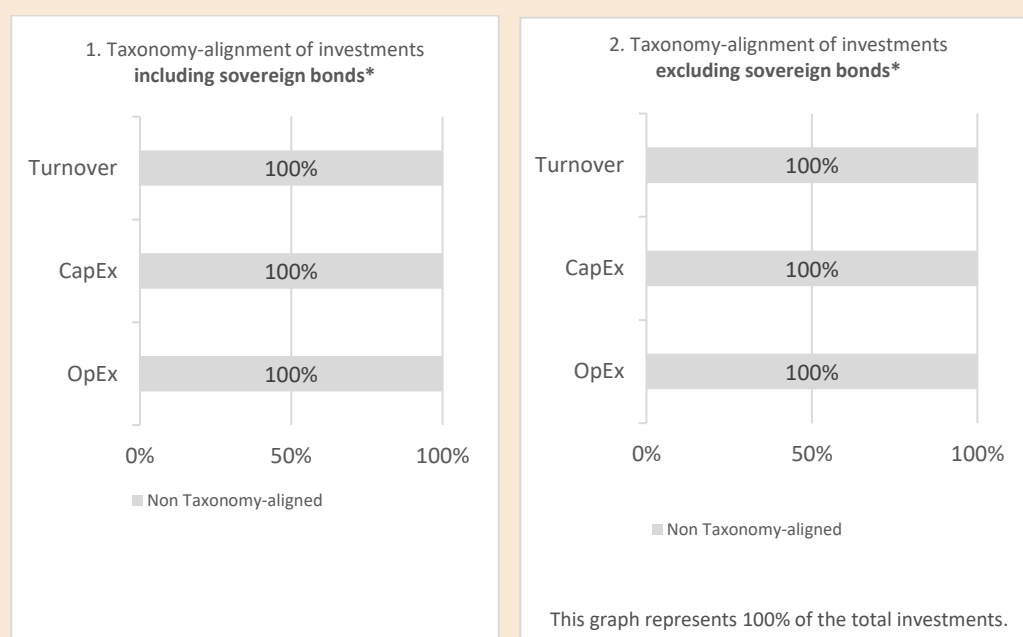 1. Taxonomy-alignment of investments
including sovereign bonds*
Turnover
100%
CapEx
100%
OpEx
100%
0%
50%
100%
Non Taxonomy-aligned
2. Taxonomy-alignment of investments
excluding sovereign bonds*
Turnover
100%
CapEx
100%
OpEx
100%
0%
50%
100%
Non Taxonomy-aligned
This graph represents 100% of the total investments.